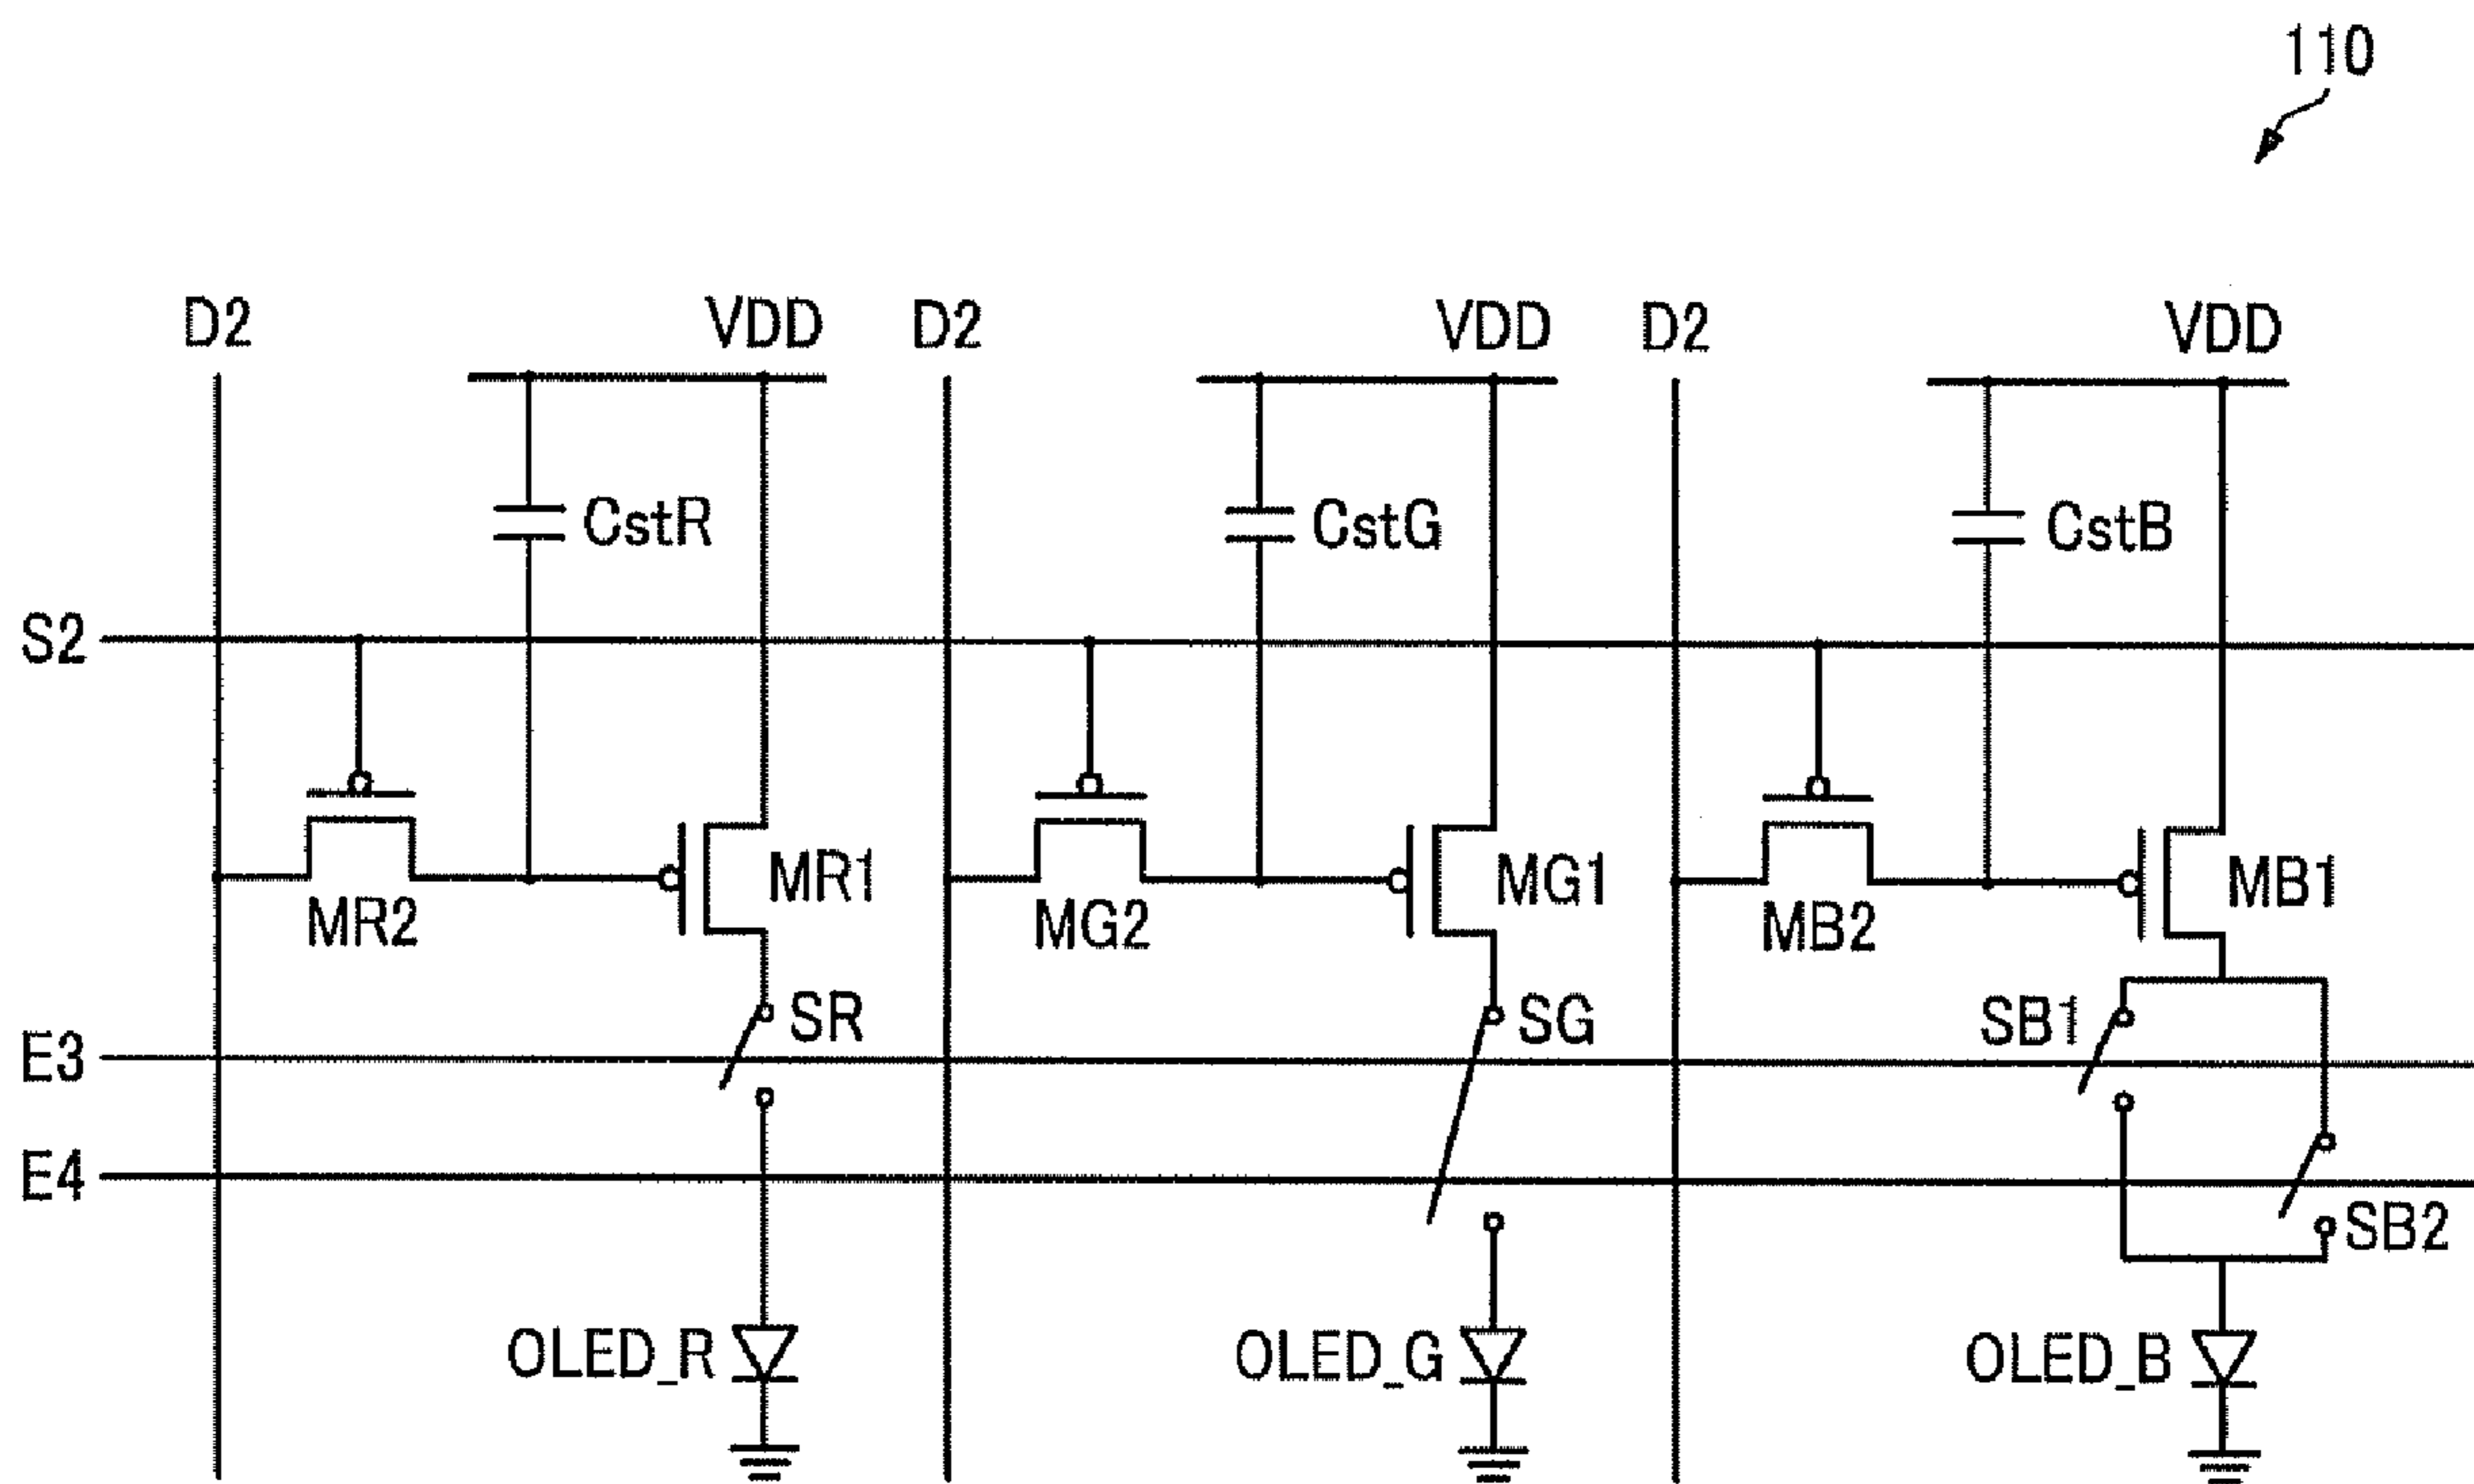 110
D2 VDD D2 VDD D2 VDD
CstR CstG CstB
S2
MR1 MG1 MB1
MR2 MG2 MB2
SR SG SB1
E3
E4
SB2
OLED_R OLED_G OLED_B